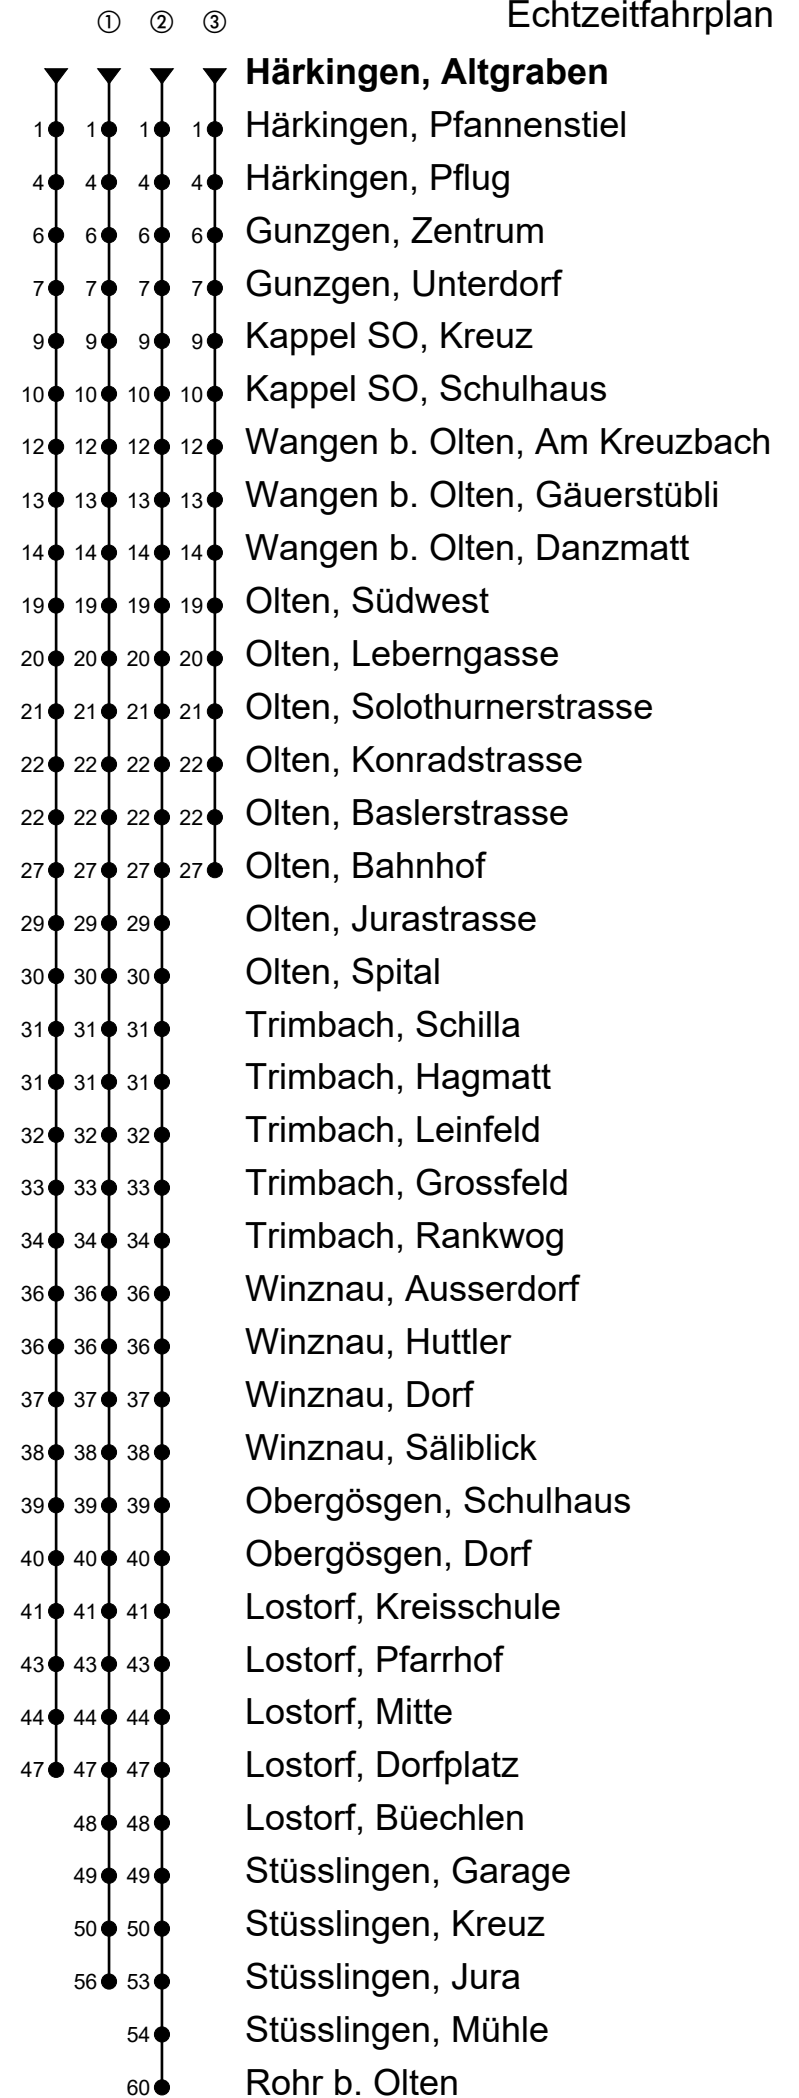 ① ② ③ Echtzeitfahrplan
Härkingen, Altgraben
1 1 1 1 Härkingen, Pfannenstiel
4 4 4 4 Härkingen, Pflug
6 6 6 6 Gunzgen, Zentrum
7 7 7 7 Gunzgen, Unterdorf
9 9 9 9 Kappel SO, Kreuz
10 10 10 10 Kappel SO, Schulhaus
12 12 12 12 Wangen b. Olten, Am Kreuzbach
13 13 13 13 Wangen b. Olten, Gäuerstübli
14 14 14 14 Wangen b. Olten, Danzmatt
19 19 19 19 Olten, Südwest
20 20 20 20 Olten, Leberngasse
21 21 21 21 Olten, Solothurnerstrasse
22 22 22 22 Olten, Konradstrasse
22 22 22 22 Olten, Baslerstrasse
27 27 27 27 Olten, Bahnhof
29 29 29 Olten, Jurastrasse
30 30 30 Olten, Spital
31 31 31 Trimbach, Schilla
31 31 31 Trimbach, Hagmatt
32 32 32 Trimbach, Leinfeld
33 33 33 Trimbach, Grossfeld
34 34 34 Trimbach, Rankwog
36 36 36 Winznau, Ausserdorf
36 36 36 Winznau, Huttler
37 37 37 Winznau, Dorf
38 38 38 Winznau, Säliblick
39 39 39 Obergösgen, Schulhaus
40 40 40 Obergösgen, Dorf
41 41 41 Lostorf, Kreisschule
43 43 43 Lostorf, Pfarrhof
44 44 44 Lostorf, Mitte
47 47 47 Lostorf, Dorfplatz
48 48 Lostorf, Büechlen
49 49 Stüsslingen, Garage
50 50 Stüsslingen, Kreuz
56 53 Stüsslingen, Jura
54 Stüsslingen, Mühle
60 Rohr b. Olten